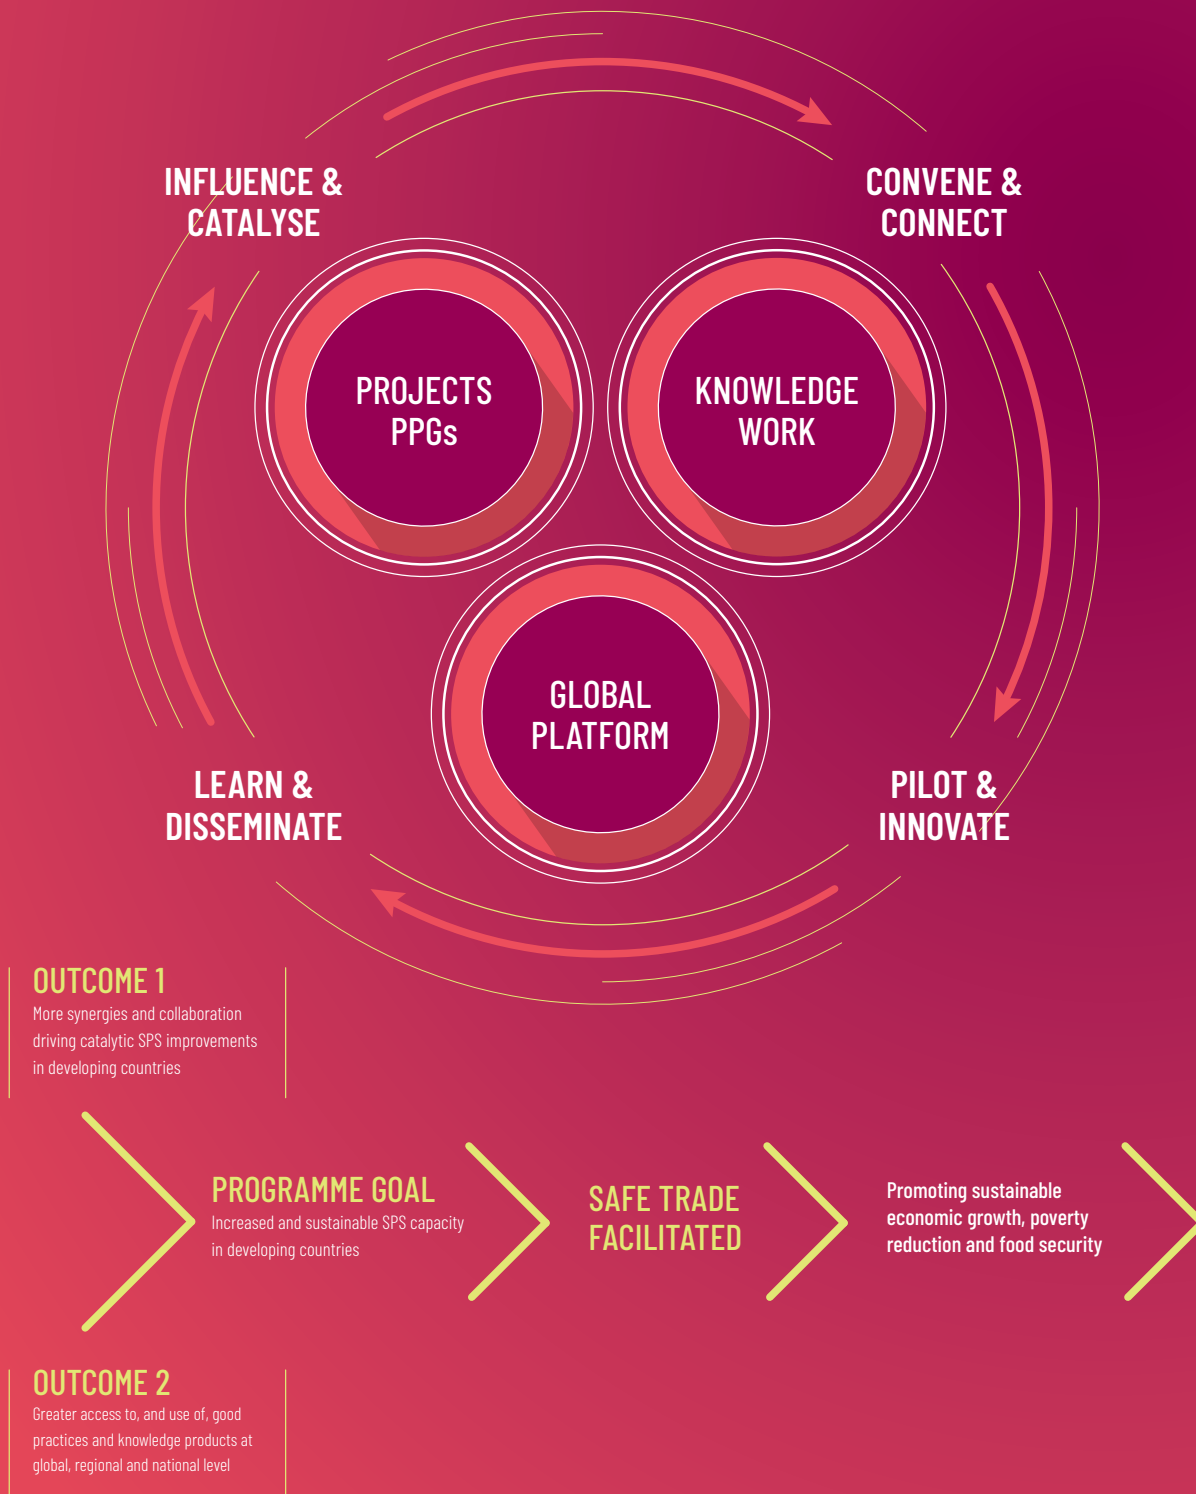 INFLUENCE &
CATALYSE
CONVENE &
CONNECT
PROJECTS
PPGs
KNOWLEDGE
WORK
GLOBAL
PLATFORM
LEARN &
DISSEMINATE
PILOT &
INNOVATE
OUTCOME 1
More synergies and collaboration
driving catalytic SPS improvements
in developing countries
PROGRAMME GOAL
Increased and sustainable SPS capacity
in developing countries
SAFE TRADE
FACILITATED
Promoting sustainable
economic growth, poverty
reduction and food security
OUTCOME 2
Greater access to, and use of, good
practices and knowledge products at
global, regional and national level